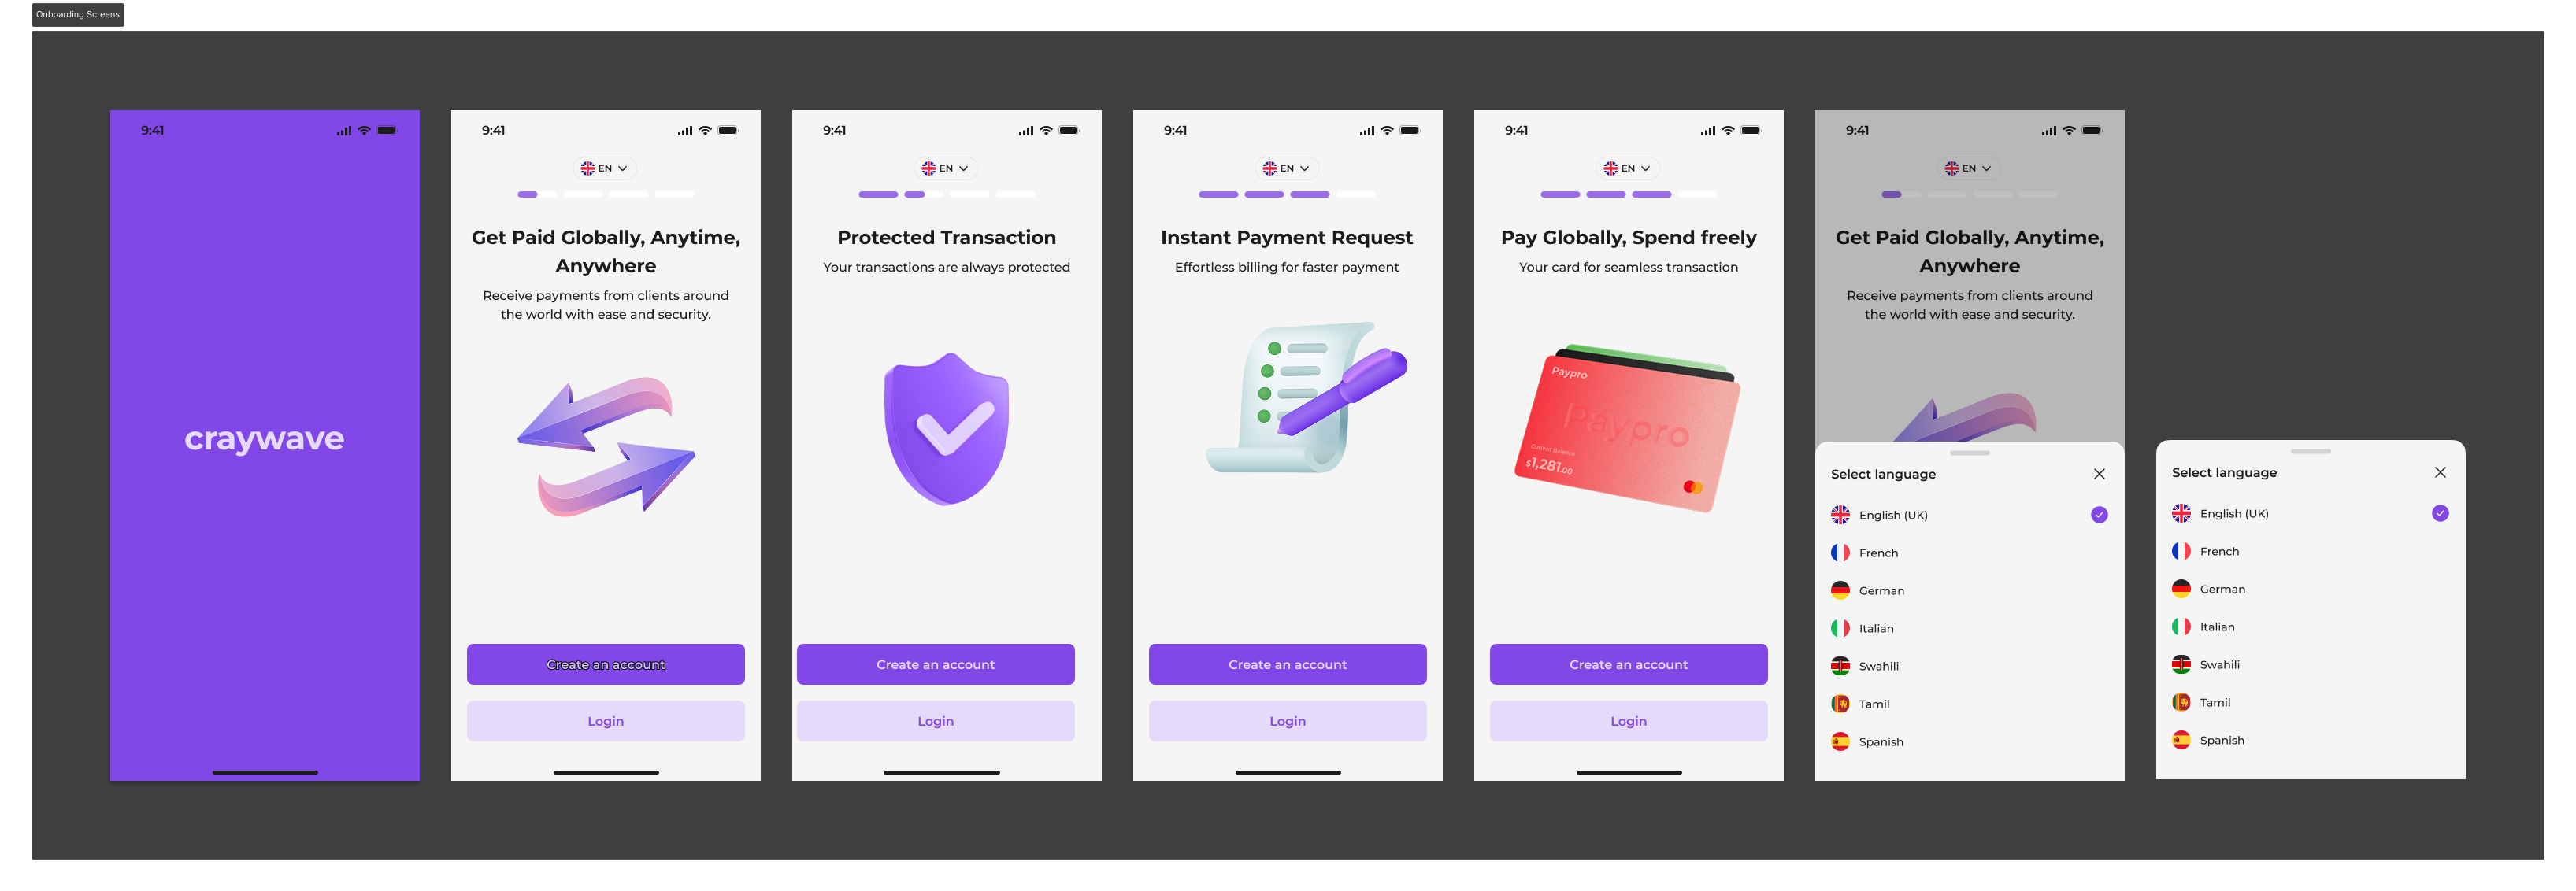 Onboarding Screens
9:41
craywave
9:41
EN
Get Paid Globally, Anytime,
Anywhere
Receive payments from clients around
the world with ease and security.
Create an account
Login
9:41
EN
Protected Transaction
Your transactions are always protected
Create an account
Login
9:41
EN
Instant Payment Request
Effortless billing for faster payment
Create an account
Login
9:41
EN
Pay Globally, Spend freely
Your card for seamless transaction
Paypro
Paypro
Current Balance
$1,281.00
Create an account
Login
9:41
EN
Get Paid Globally, Anytime,
Anywhere
Receive payments from clients around
the world with ease and security.
Select language
English (UK)
French
German
Italian
Swahili
Tamil
Spanish
Select language
English (UK)
French
German
Italian
Swahili
Tamil
Spanish